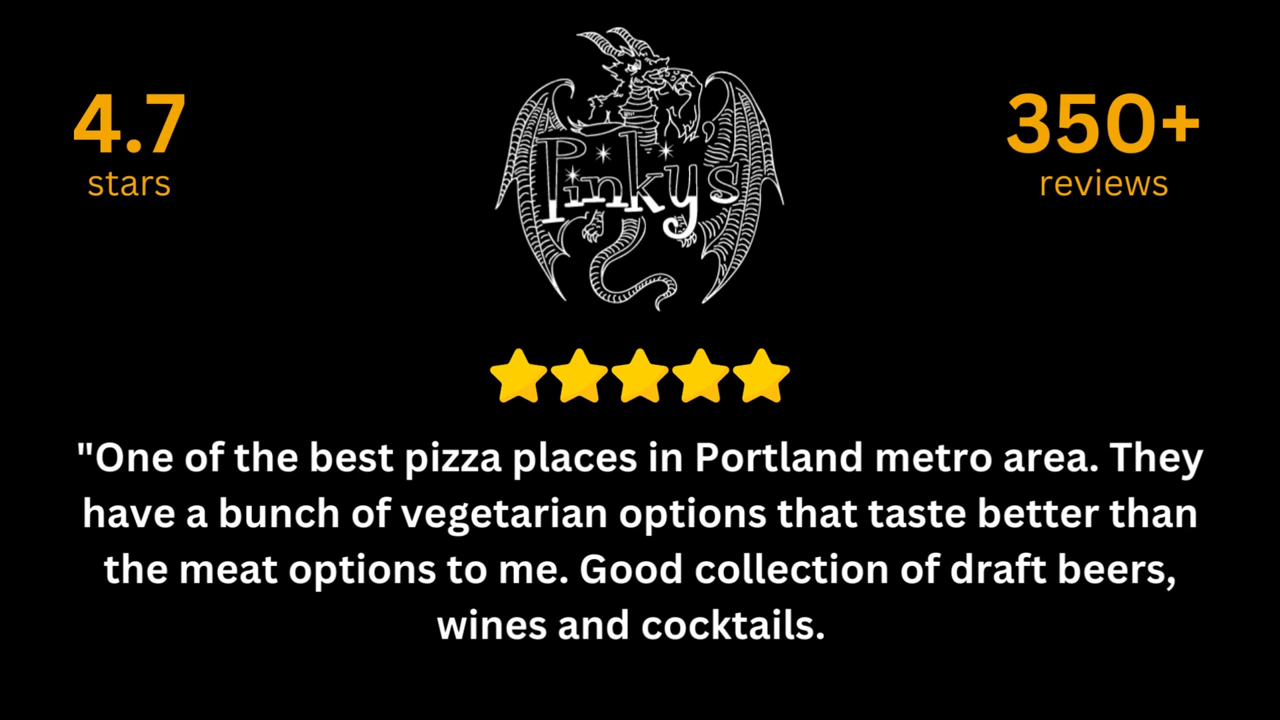 4.7
stars
Pinky's
350+
reviews
"One of the best pizza places in Portland metro area. They
have a bunch of vegetarian options that taste better than
the meat options to me. Good collection of draft beers,
wines and cocktails.